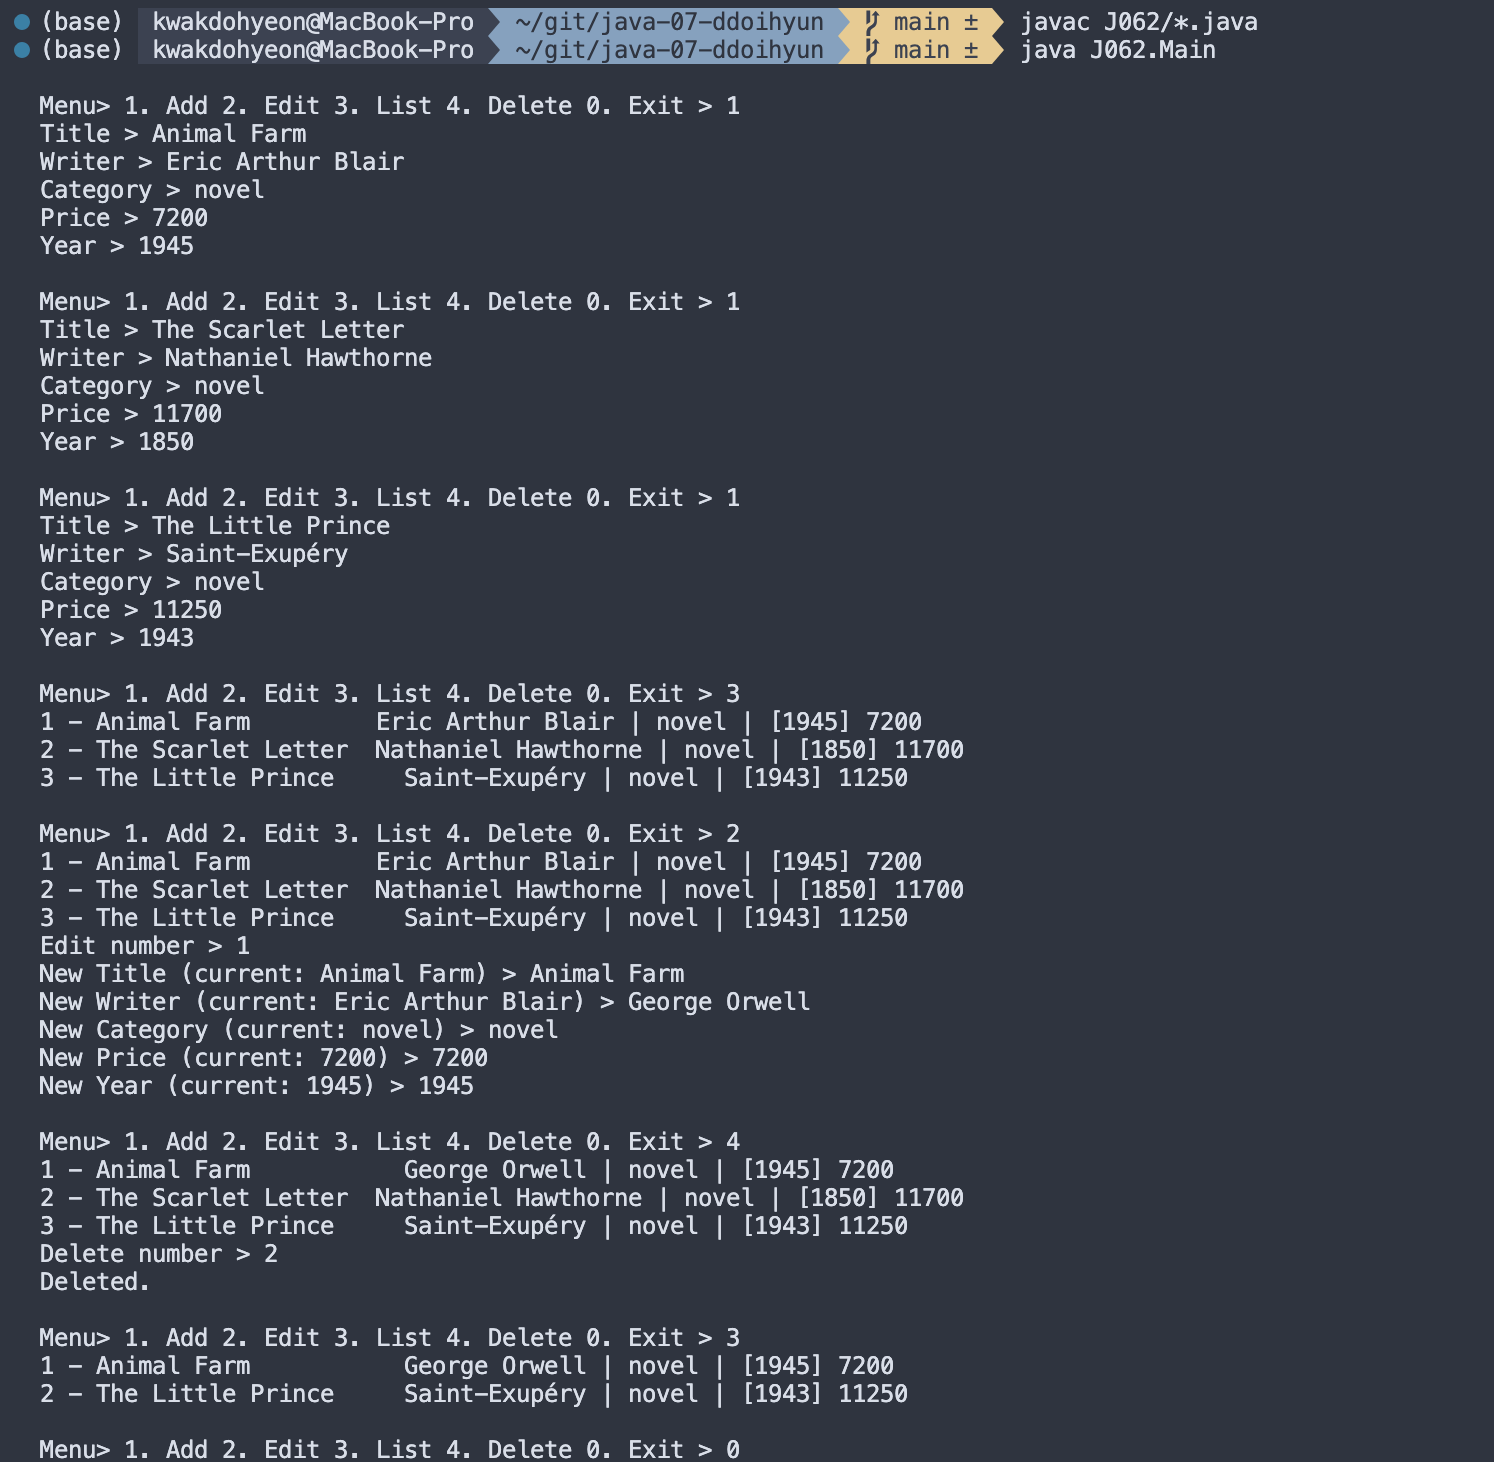 (base) kwakdohyeon@MacBook-Pro ~/git/java-07-ddoihyun main ± javac J062/*.java
(base) kwakdohyeon@MacBook-Pro ~/git/java-07-ddoihyun main ± java J062.Main
Menu> 1. Add 2. Edit 3. List 4. Delete 0. Exit > 1
Title > Animal Farm
Writer > Eric Arthur Blair
Category > novel
Price > 7200
Year > 1945
Menu> 1. Add 2. Edit 3. List 4. Delete 0. Exit > 1
Title > The Scarlet Letter
Writer > Nathaniel Hawthorne
Category > novel
Price > 11700
Year > 1850
Menu> 1. Add 2. Edit 3. List 4. Delete 0. Exit > 1
Title > The Little Prince
Writer > Saint-Exupéry
Category > novel
Price > 11250
Year > 1943
Menu> 1. Add 2. Edit 3. List 4. Delete 0. Exit > 3
1 - Animal Farm         Eric Arthur Blair | novel | [1945] 7200
2 - The Scarlet Letter  Nathaniel Hawthorne | novel | [1850] 11700
3 - The Little Prince     Saint-Exupéry | novel | [1943] 11250
Menu> 1. Add 2. Edit 3. List 4. Delete 0. Exit > 2
1 - Animal Farm         Eric Arthur Blair | novel | [1945] 7200
2 - The Scarlet Letter  Nathaniel Hawthorne | novel | [1850] 11700
3 - The Little Prince     Saint-Exupéry | novel | [1943] 11250
Edit number > 1
New Title (current: Animal Farm) > Animal Farm
New Writer (current: Eric Arthur Blair) > George Orwell
New Category (current: novel) > novel
New Price (current: 7200) > 7200
New Year (current: 1945) > 1945
Menu> 1. Add 2. Edit 3. List 4. Delete 0. Exit > 4
1 - Animal Farm           George Orwell | novel | [1945] 7200
2 - The Scarlet Letter  Nathaniel Hawthorne | novel | [1850] 11700
3 - The Little Prince     Saint-Exupéry | novel | [1943] 11250
Delete number > 2
Deleted.
Menu> 1. Add 2. Edit 3. List 4. Delete 0. Exit > 3
1 - Animal Farm           George Orwell | novel | [1945] 7200
2 - The Little Prince     Saint-Exupéry | novel | [1943] 11250
Menu> 1. Add 2. Edit 3. List 4. Delete 0. Exit > 0